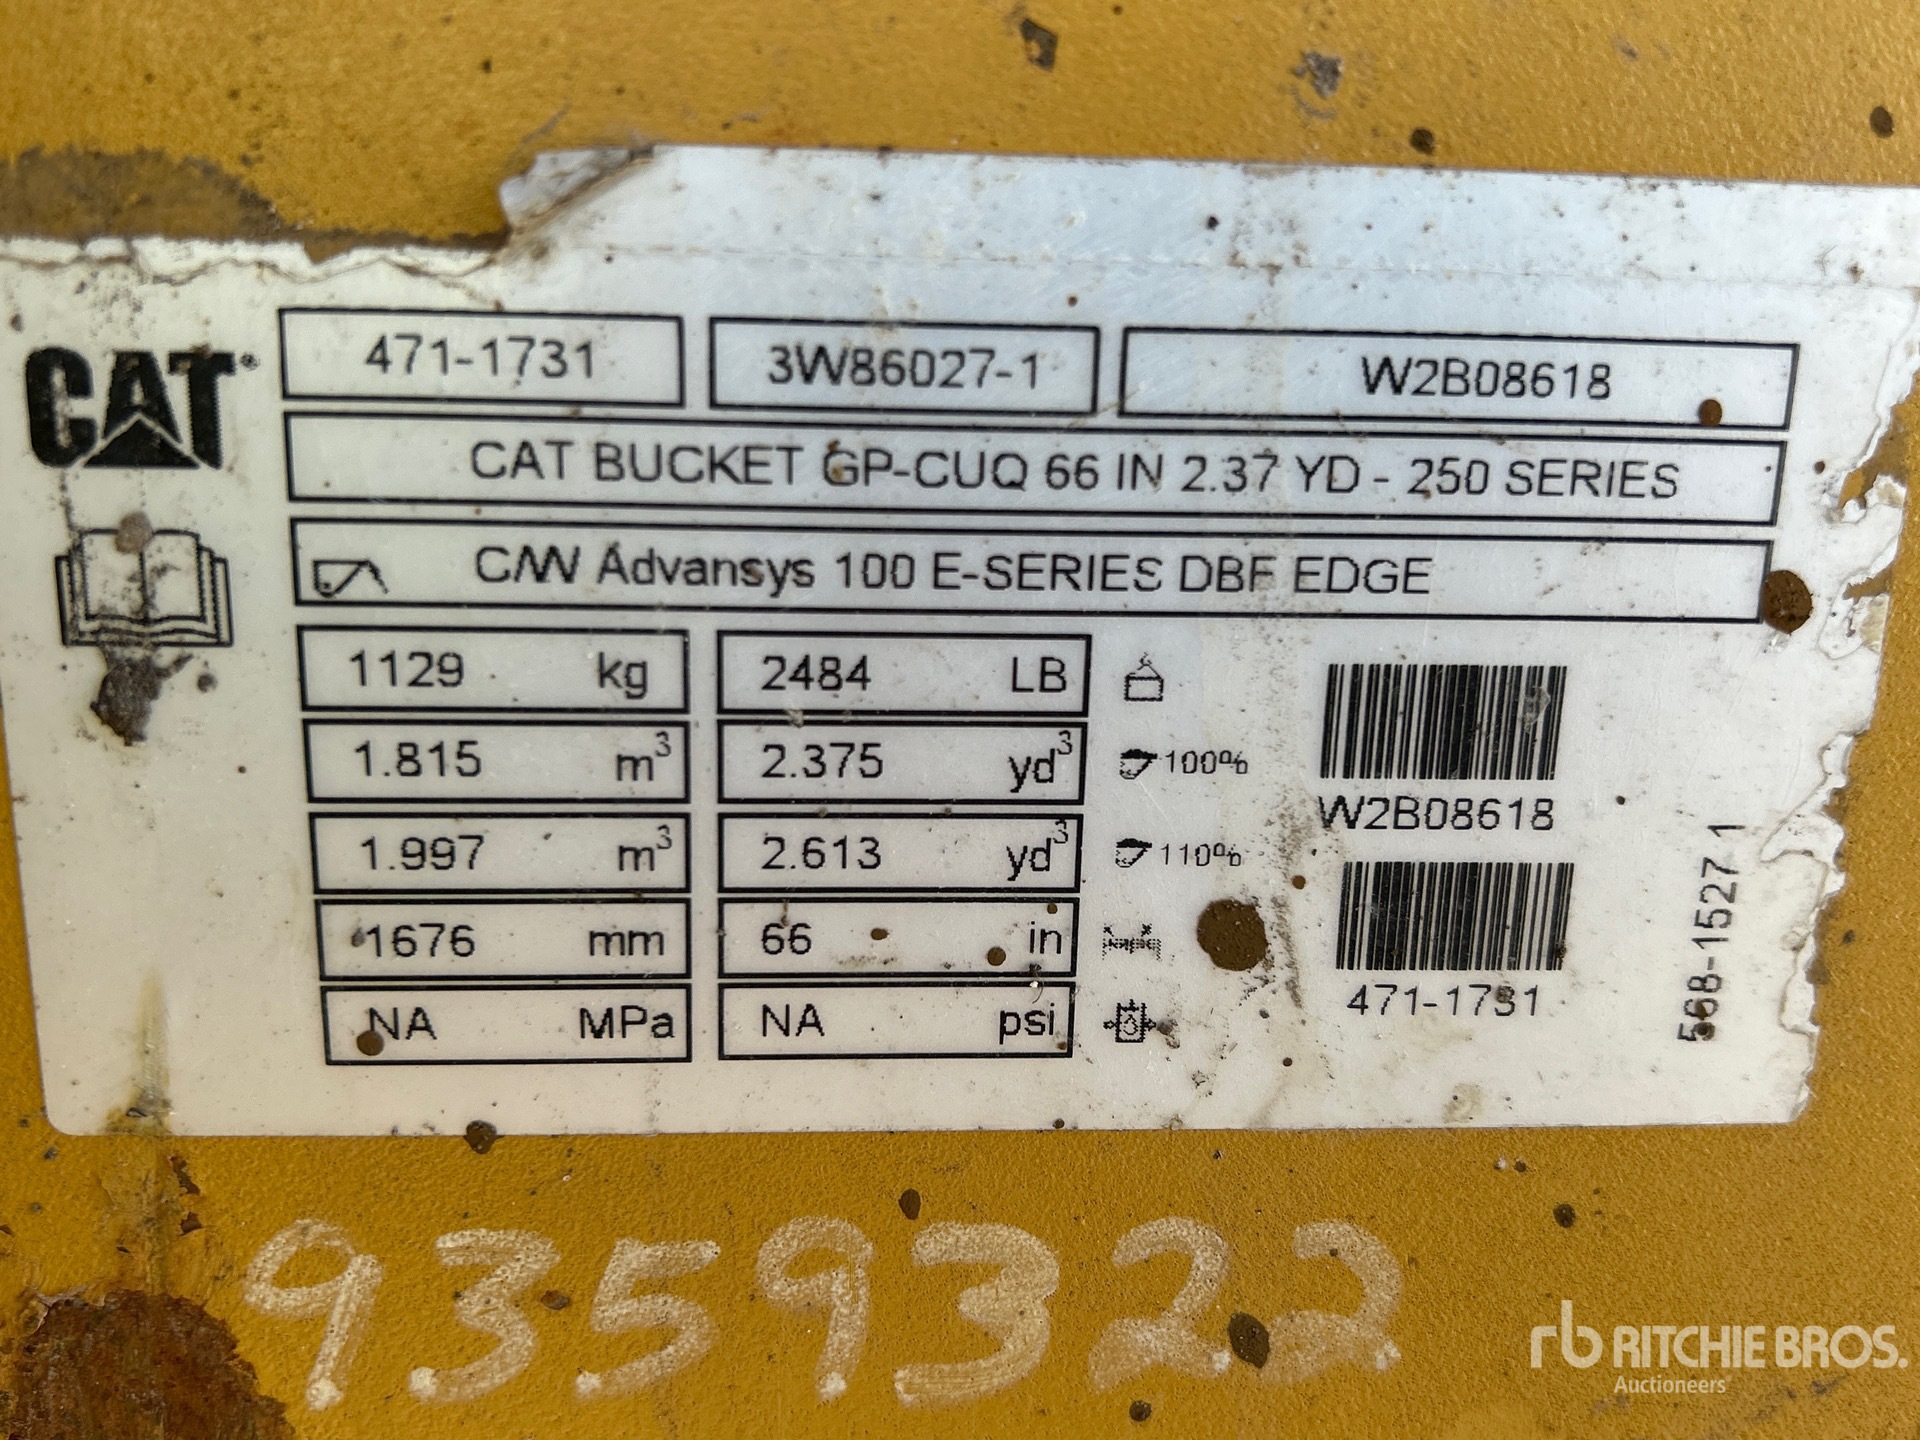 CAT
471-1731
3W86027-1
W2B08618
CAT BUCKET GP-CUQ 66 IN 2.37 YD - 250 SERIES
C/W Advansys 100 E-SERIES DBF EDGE
1129 kg 2484 LB
1.815 m³ 2.375 yd³ 100%
1.997 m³ 2.613 yd³ 110%
1676 mm 66 in
NA MPa NA psi
W2B08618
471-1731
568-1527 1
9359322
rb RITCHIE BROS.
Auctioneers